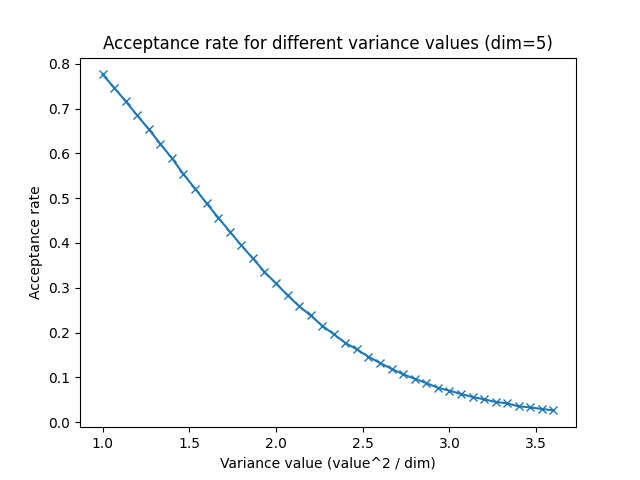 Acceptance rate for different variance values (dim=5)
0.8
0.7
0.6
0.5
0.4
0.3
0.2
0.1
0.0
Acceptance rate
1.0 1.5 2.0 2.5 3.0 3.5
Variance value (value^2 / dim)